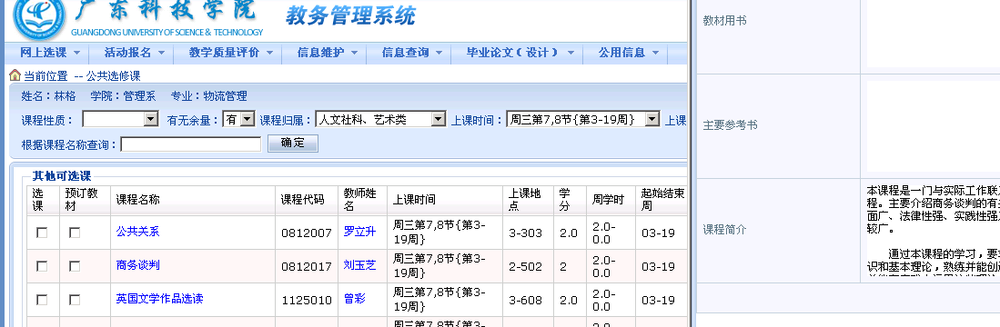 广东科技学院 教务管理系统
GUANGDONG UNIVERSITY OF SCIENCE & TECHNOLOGY
网上选课 活动报名 教学质量评价 信息维护 信息查询 毕业论文（设计） 公用信息
当前位置 -- 公共选修课
姓名：林格 学院：管理系 专业：物流管理
课程性质： 有无余量： 有 课程归属： 人文社科、艺术类 上课时间： 周三第7,8节{第3-19周} 上课
根据课程名称查询： 确定
其他可选课
选课 预订教材 课程名称 课程代码 教师姓名 上课时间 上课地点 学分 周学时 起始结束周
公共关系 0812007 罗立升 周三第7,8节{第3-19周} 3-303 2.0 2.0-0.0 03-19
商务谈判 0812017 刘玉芝 周三第7,8节{第3-19周} 2-502 2 2.0-0.0 03-19
英国文学作品选读 1125010 曾彩 周三第7,8节{第3-19周} 3-608 2.0 2.0-0.0 03-19
周三第7,8节{第3- 2.0-
教材用书
主要参考书
课程简介
本课程是一门与实际工作联
程。主要介绍商务谈判的有
面广、法律性强、实践性强
较广。
通过本课程的学习，要
识和基本理论，熟练并能创